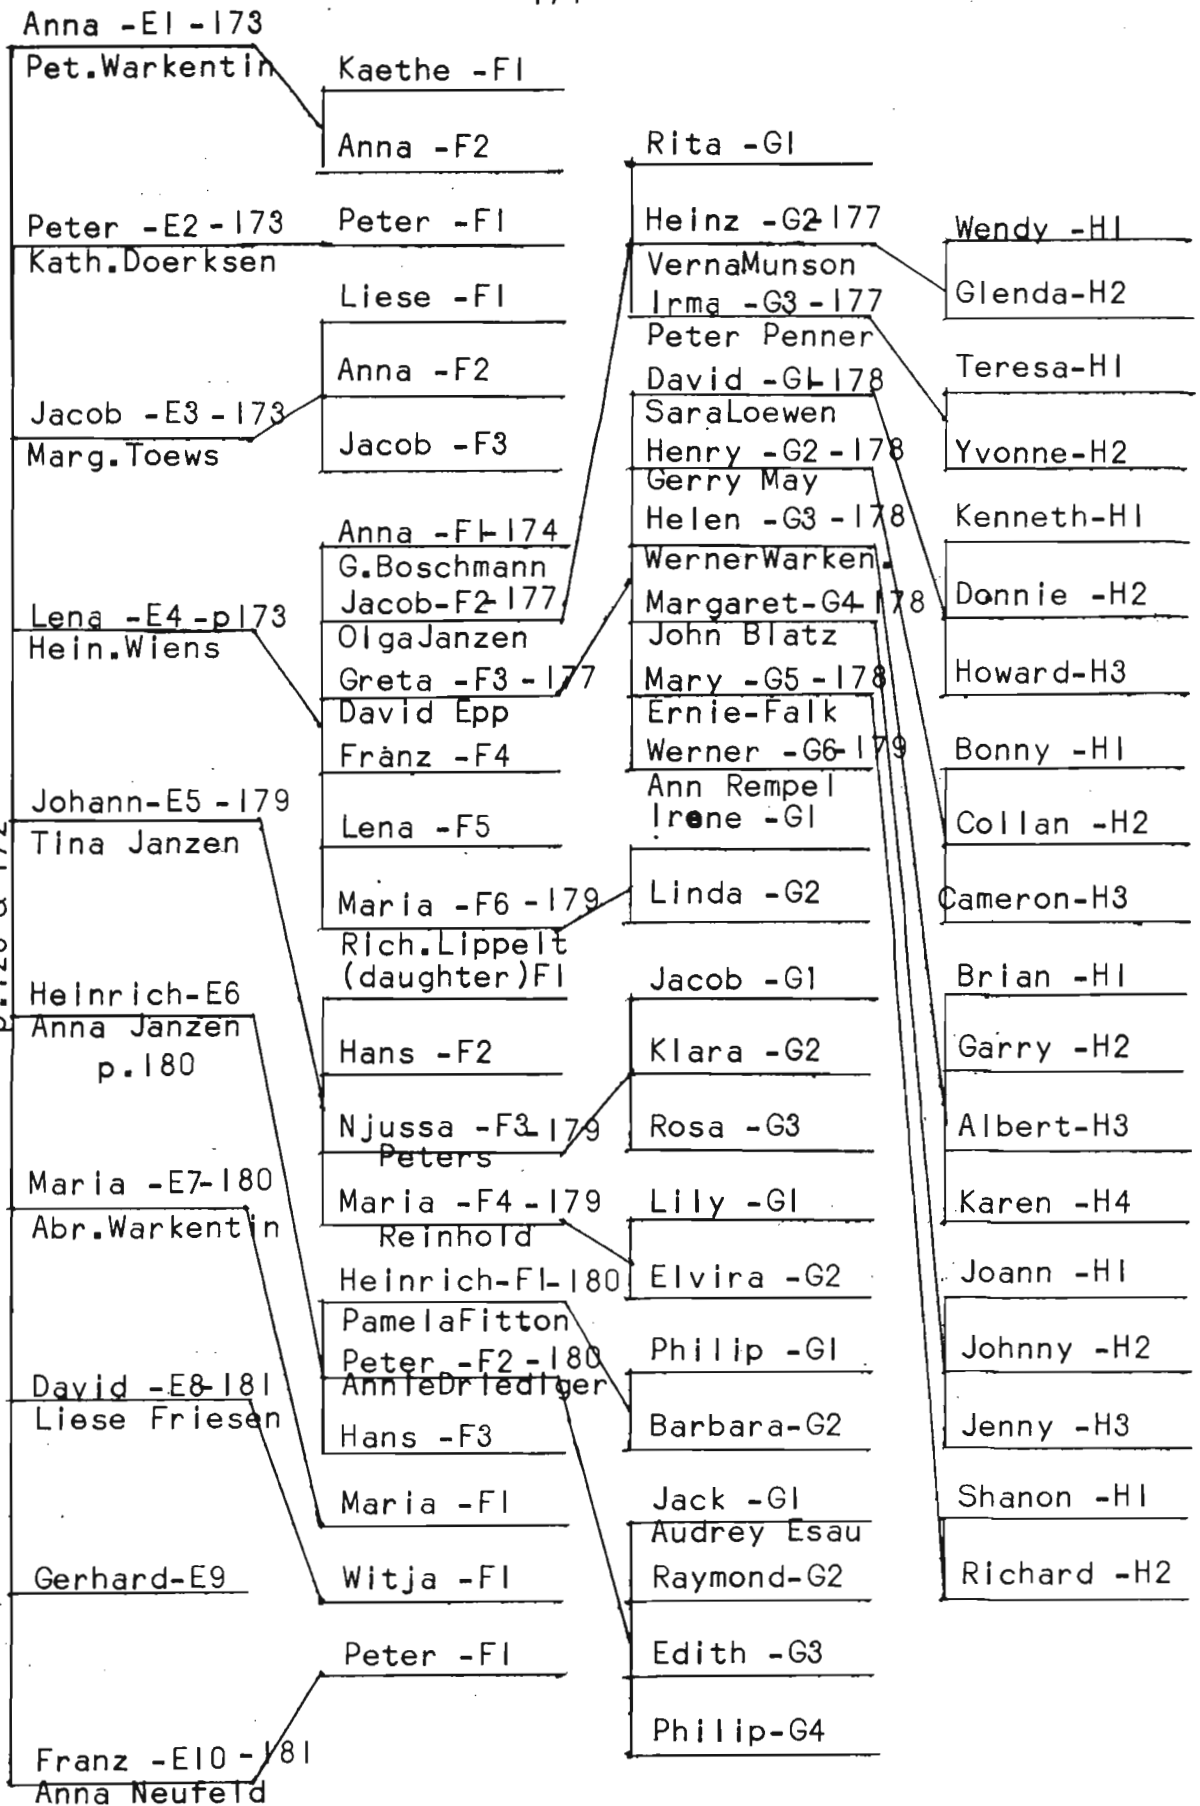 Anna -E1 -173
Pet.Warkentin
Peter -E2 -173
Kath.Doerksen
Jacob -E3 -173
Marg.Toews
Lena -E4 -p173
Hein.Wiens
Johann-E5 -179
Tina Janzen
Heinrich-E6
Anna Janzen
p.180
Maria -E7-180
Abr.Warkentin
David -E8-181
Liese Friesen
Gerhard-E9
Franz -E10 -181
Anna Neufeld
Kaethe -F1
Anna -F2
Peter -F1
Liese -F1
Anna -F2
Jacob -F3
Anna -F1-174
G.Boschmann
Jacob-F2-177
OlgaJanzen
Greta -F3 -177
David Epp
Franz -F4
Lena -F5
Maria -F6 -179
Rich.Lippelt
(daughter)F1
Hans -F2
Njussa -F3-179
Peters
Maria -F4 -179
Reinhold
Heinrich-F1-180
PamelaFitton
Peter -F2 -180
AnnieDriediger
Hans -F3
Maria -F1
Witja -F1
Peter -F1
Rita -G1
Heinz -G2-177
VernaMunson
Irma -G3 -177
Peter Penner
David -G1-178
SaraLoewen
Henry -G2 -178
Gerry May
Helen -G3 -178
WernerWarken.
Margaret-G4-178
John Blatz
Mary -G5 -178
Ernie-Falk
Werner -G6-179
Ann Rempel
Irene -G1
Linda -G2
Jacob -G1
Klara -G2
Rosa -G3
Lily -G1
Elvira -G2
Philip -G1
Barbara-G2
Jack -G1
Audrey Esau
Raymond-G2
Edith -G3
Philip-G4
Wendy -H1
Glenda-H2
Teresa-H1
Yvonne-H2
Kenneth-H1
Donnie -H2
Howard-H3
Bonny -H1
Collan -H2
Cameron-H3
Brian -H1
Garry -H2
Albert-H3
Karen -H4
Joann -H1
Johnny -H2
Jenny -H3
Shanon -H1
Richard -H2